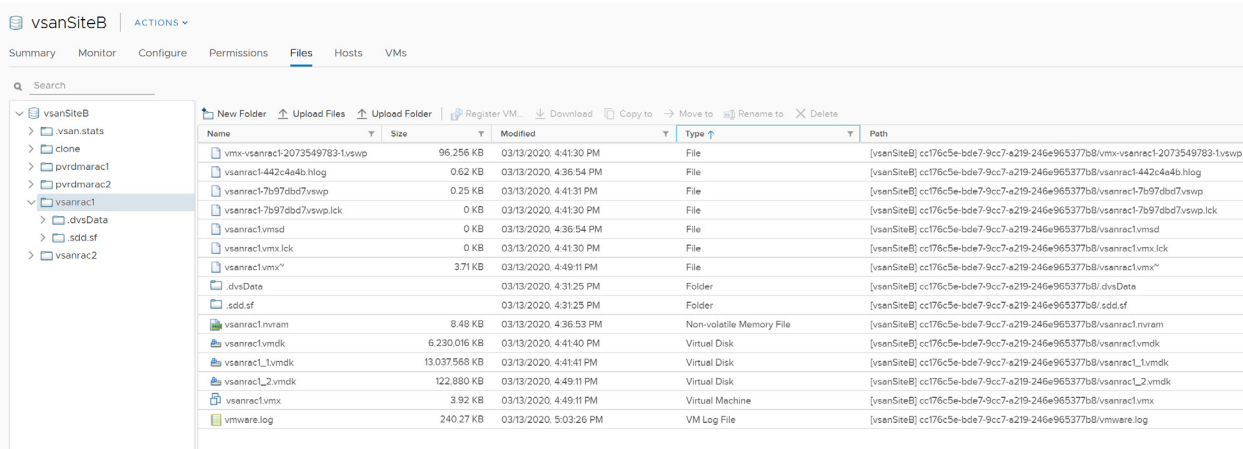 vsanSiteB ACTIONS
Summary Monitor Configure Permissions Files Hosts VMs
Search
vsanSiteB
.vsan.stats
clone
pvrdmarac1
pvrdmarac2
vsanrac1
.dvsData
.sdd.sf
vsanrac2
New Folder Upload Files Upload Folder Register VM... Download Copy to Move to Rename to Delete
Name Size Modified Type Path
vmx-vsanrac1-2073549783-1.vswp 96,256 KB 03/13/2020, 4:41:30 PM File [vsanSiteB] cc176c5e-bde7-9cc7-a219-246e965377b8/vmx-vsanrac1-2073549783-1.vswp
vsanrac1-442c4a4b.hlog 0.62 KB 03/13/2020, 4:36:54 PM File [vsanSiteB] cc176c5e-bde7-9cc7-a219-246e965377b8/vsanrac1-442c4a4b.hlog
vsanrac1-7b97dbd7.vswp 0.25 KB 03/13/2020, 4:41:31 PM File [vsanSiteB] cc176c5e-bde7-9cc7-a219-246e965377b8/vsanrac1-7b97dbd7.vswp
vsanrac1-7b97dbd7.vswp.lck 0 KB 03/13/2020, 4:41:30 PM File [vsanSiteB] cc176c5e-bde7-9cc7-a219-246e965377b8/vsanrac1-7b97dbd7.vswp.lck
vsanrac1.vmsd 0 KB 03/13/2020, 4:36:54 PM File [vsanSiteB] cc176c5e-bde7-9cc7-a219-246e965377b8/vsanrac1.vmsd
vsanrac1.vmx.lck 0 KB 03/13/2020, 4:41:30 PM File [vsanSiteB] cc176c5e-bde7-9cc7-a219-246e965377b8/vsanrac1.vmx.lck
vsanrac1.vmx~ 3.71 KB 03/13/2020, 4:49:11 PM File [vsanSiteB] cc176c5e-bde7-9cc7-a219-246e965377b8/vsanrac1.vmx~
.dvsData 03/13/2020, 4:31:25 PM Folder [vsanSiteB] cc176c5e-bde7-9cc7-a219-246e965377b8/.dvsData
.sdd.sf 03/13/2020, 4:31:25 PM Folder [vsanSiteB] cc176c5e-bde7-9cc7-a219-246e965377b8/.sdd.sf
vsanrac1.nvram 8.48 KB 03/13/2020, 4:36:53 PM Non-volatile Memory File [vsanSiteB] cc176c5e-bde7-9cc7-a219-246e965377b8/vsanrac1.nvram
vsanrac1.vmdk 6,230,016 KB 03/13/2020, 4:41:40 PM Virtual Disk [vsanSiteB] cc176c5e-bde7-9cc7-a219-246e965377b8/vsanrac1.vmdk
vsanrac1_1.vmdk 13,037,568 KB 03/13/2020, 4:41:41 PM Virtual Disk [vsanSiteB] cc176c5e-bde7-9cc7-a219-246e965377b8/vsanrac1_1.vmdk
vsanrac1_2.vmdk 122,880 KB 03/13/2020, 4:49:11 PM Virtual Disk [vsanSiteB] cc176c5e-bde7-9cc7-a219-246e965377b8/vsanrac1_2.vmdk
vsanrac1.vmx 3.92 KB 03/13/2020, 4:49:11 PM Virtual Machine [vsanSiteB] cc176c5e-bde7-9cc7-a219-246e965377b8/vsanrac1.vmx
vmware.log 240.27 KB 03/13/2020, 5:03:26 PM VM Log File [vsanSiteB] cc176c5e-bde7-9cc7-a219-246e965377b8/vmware.log